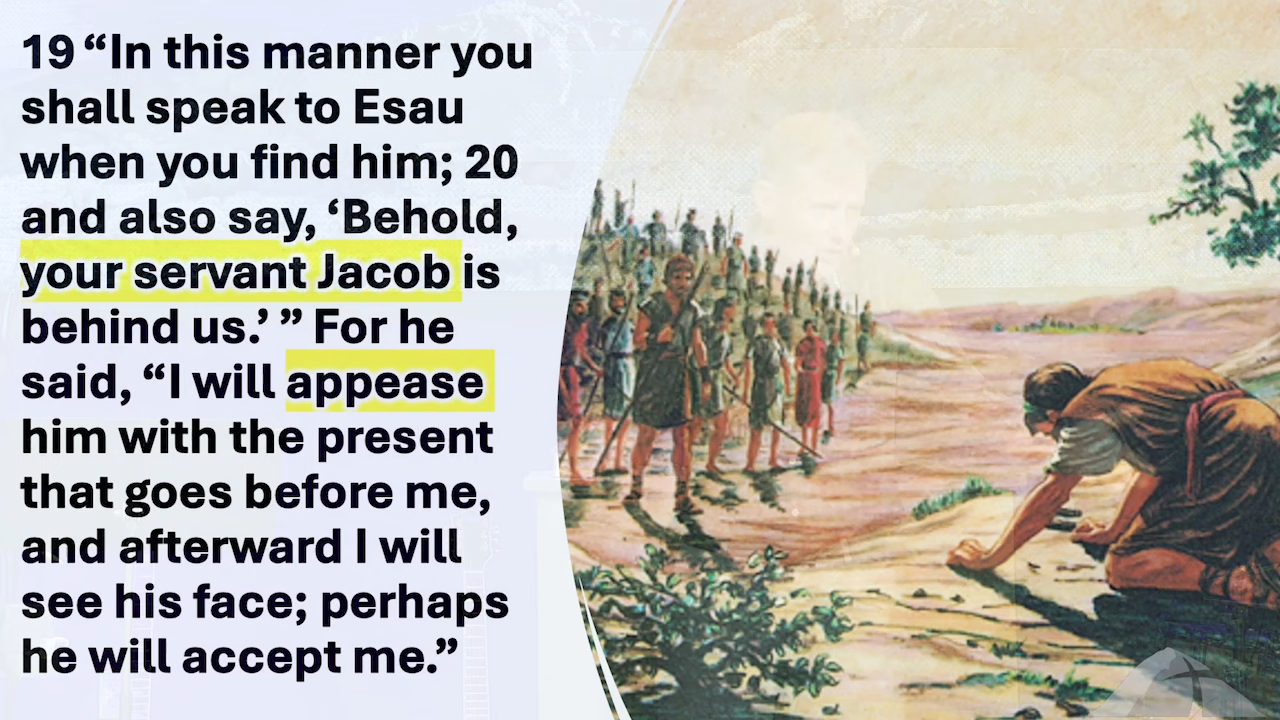 19 “In this manner you
shall speak to Esau
when you find him; 20
and also say, ‘Behold,
your servant Jacob is
behind us.’ ” For he
said, “I will appease
him with the present
that goes before me,
and afterward I will
see his face; perhaps
he will accept me.”